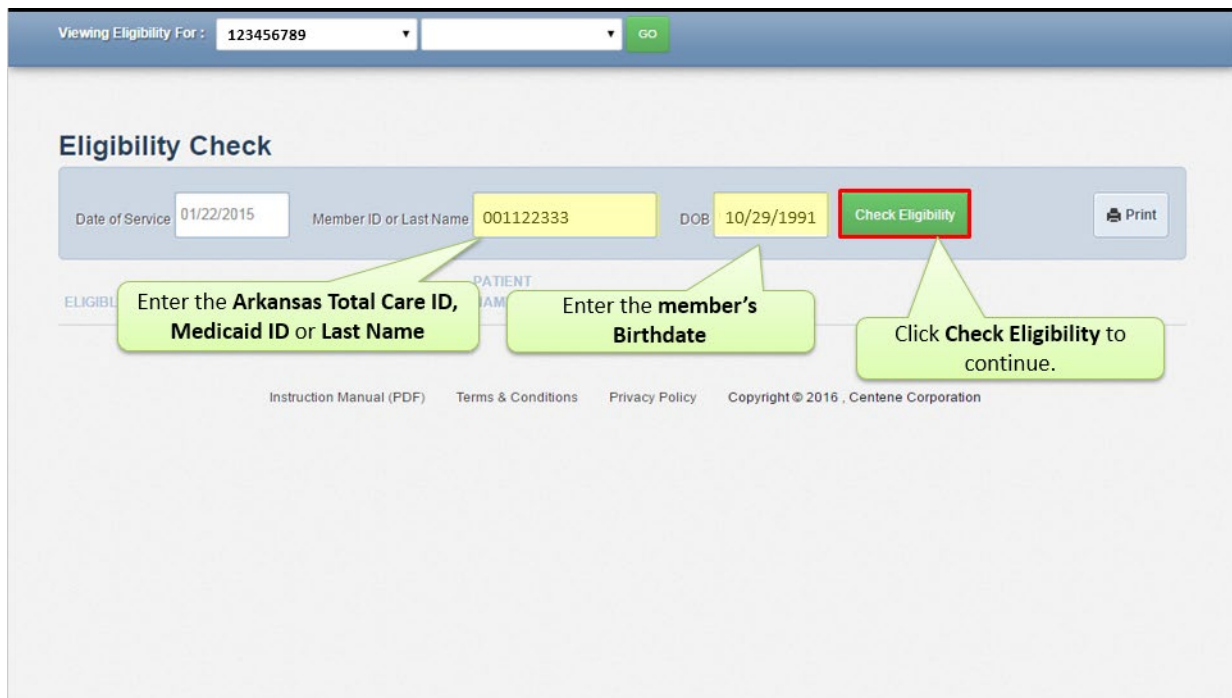 Viewing Eligibility For : 123456789 GO
Eligibility Check
Date of Service 01/22/2015 Member ID or Last Name 001122333 DOB 10/29/1991 Check Eligibility Print
PATIENT
Enter the Arkansas Total Care ID,
Medicaid ID or Last Name
Enter the member's
Birthdate
Click Check Eligibility to
continue.
Instruction Manual (PDF) Terms & Conditions Privacy Policy Copyright © 2016 , Centene Corporation